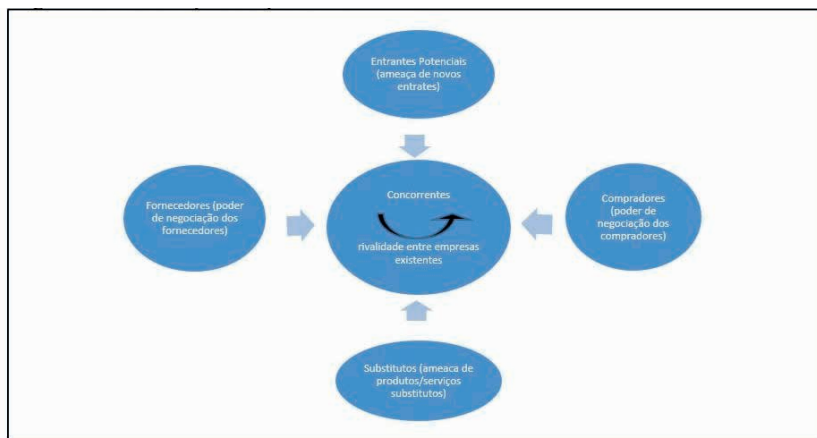 Entrantes Potenciais
(ameaça de novos
entrates)
Fornecedores (poder
de negociação dos
fornecedores)
Concorrentes
rivalidade entre empresas
existentes
Compradores
(poder de
negociação dos
compradores)
Substitutos (ameaca de
produtos/serviços
substitutos)